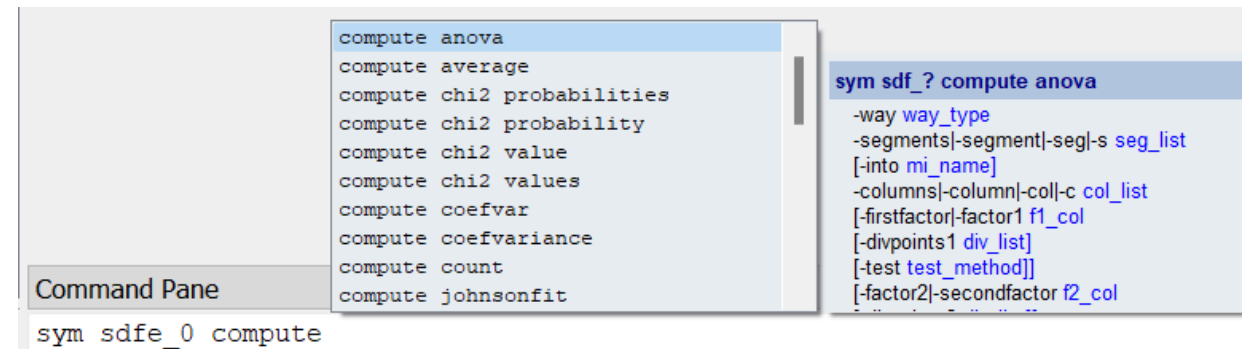 compute anova
compute average
compute chi2 probabilities
compute chi2 probability
compute chi2 value
compute chi2 values
compute coefvar
compute coefvariance
compute count
compute johnsonfit
sym sdf_? compute anova
-way way_type
-segments|-segment|-seg|-s seg_list
[-into mi_name]
-columns|-column|-col|-c col_list
[-firstfactor|-factor1 f1_col
[-divpoints1 div_list]
[-test test_method]]
[-factor2|-secondfactor f2_col
Command Pane
sym sdfe_0 compute